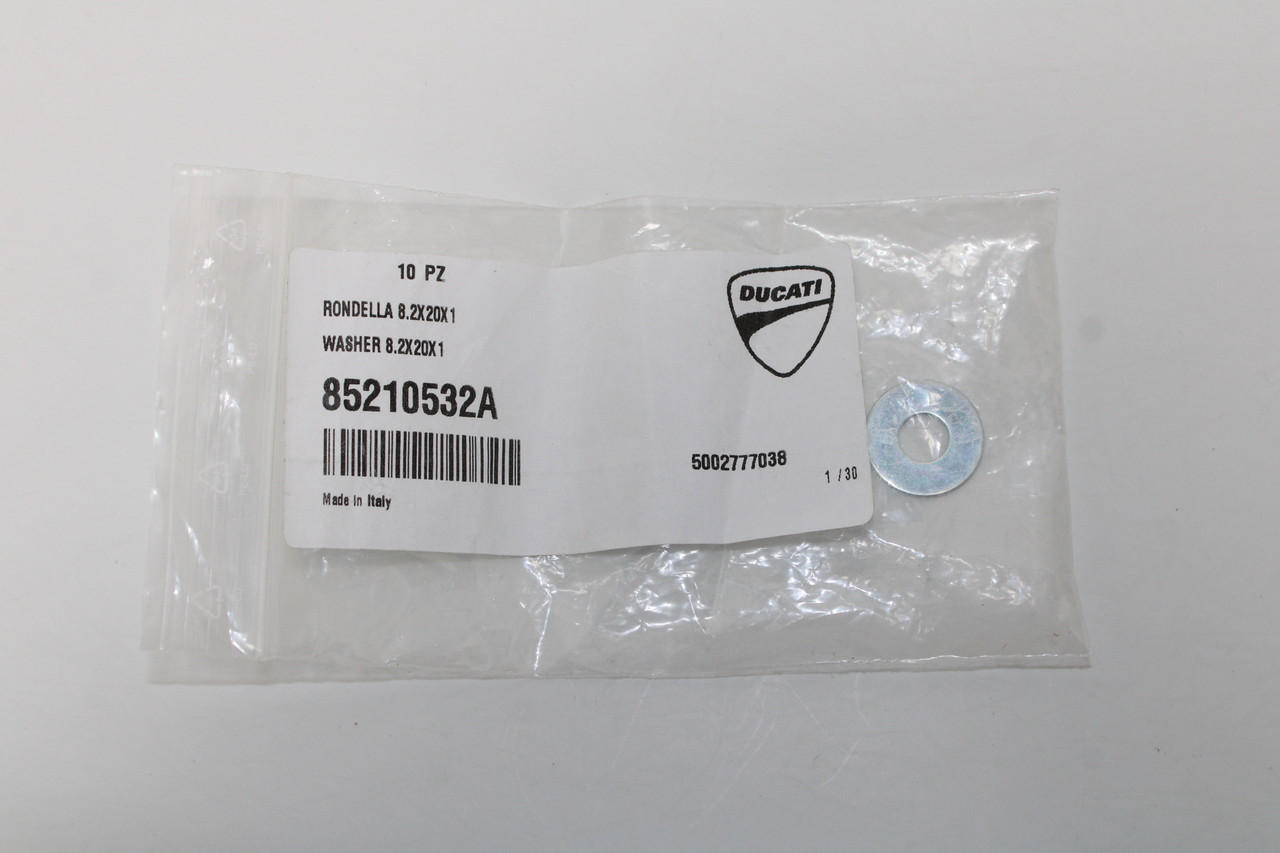 10 PZ
RONDELLA 8.2X20X1
WASHER 8.2X20X1
85210532A
Made in Italy
DUCATI
5002777038
1 /30